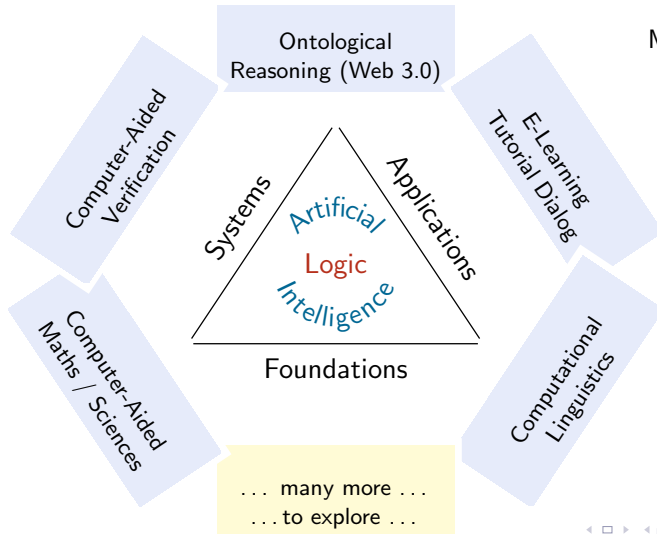 Ontological
Reasoning (Web 3.0)
M
Computer-Aided
Verification
E-Learning
Tutorial Dialog
Systems
Applications
Artificial
Logic
Intelligence
Foundations
Computer-Aided
Maths / Sciences
Computational
Linguistics
... many more ...
... to explore ...